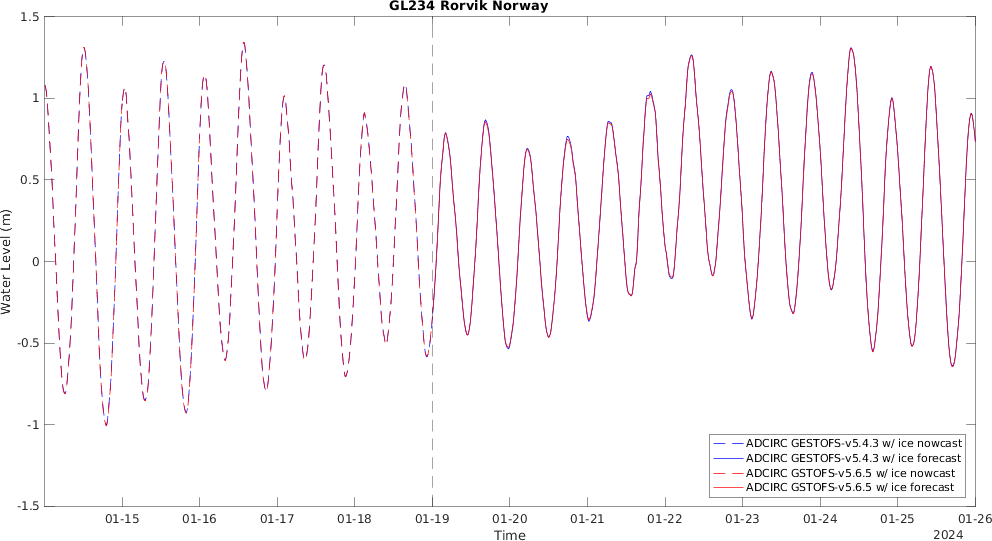 GL234 Rorvik Norway
1.5
1
0.5
0
-0.5
-1
-1.5
Water Level (m)
01-15 01-16 01-17 01-18 01-19 01-20 01-21 01-22 01-23 01-24 01-25 01-26
Time
2024
ADCIRC GESTOFS-v5.4.3 w/ ice nowcast
ADCIRC GESTOFS-v5.4.3 w/ ice forecast
ADCIRC GSTOFS-v5.6.5 w/ ice nowcast
ADCIRC GSTOFS-v5.6.5 w/ ice forecast